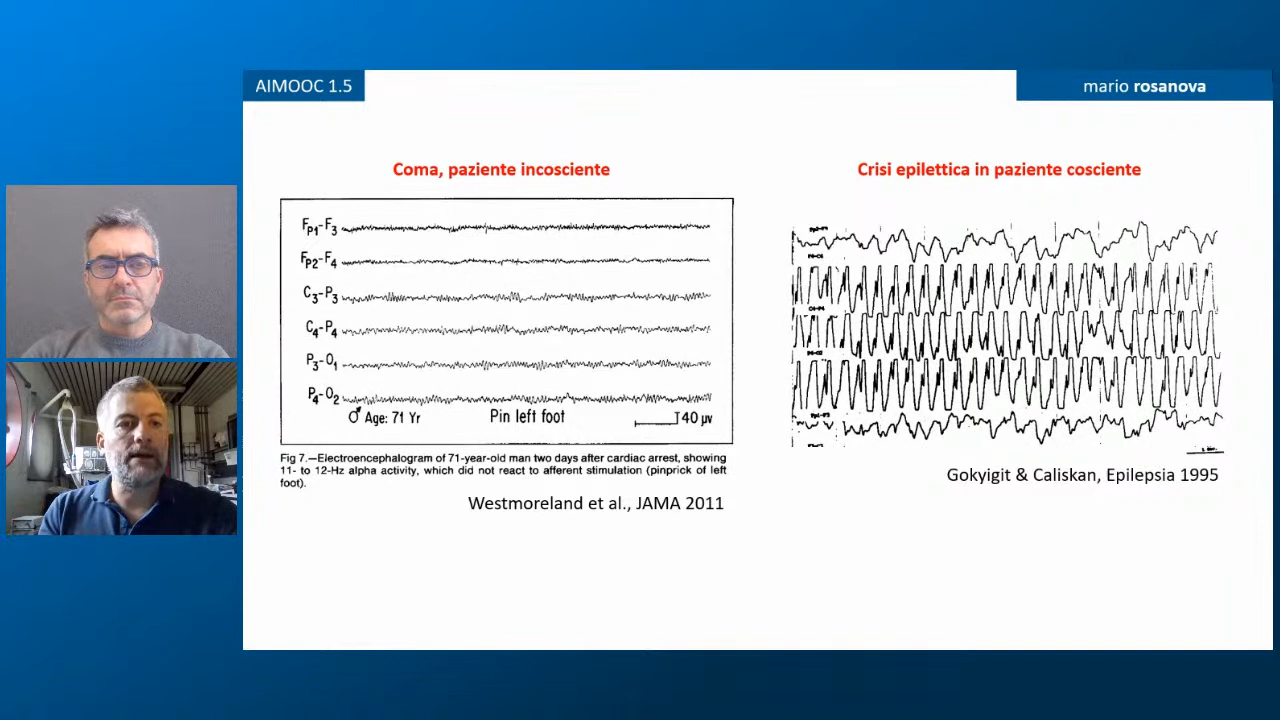 AIMOOC 1.5
mario rosanova
Coma, paziente incosciente
Crisi epilettica in paziente cosciente
FP1-F3
FP2-F4
C3-P3
C4-P4
P3-O1
P4-O2
♂ Age: 71 Yr
Pin left foot
40 µv
Fig 7.—Electroencephalogram of 71-year-old man two days after cardiac arrest, showing
11- to 12-Hz alpha activity, which did not react to afferent stimulation (pinprick of left
foot).
Westmoreland et al., JAMA 2011
Gokyigit & Caliskan, Epilepsia 1995